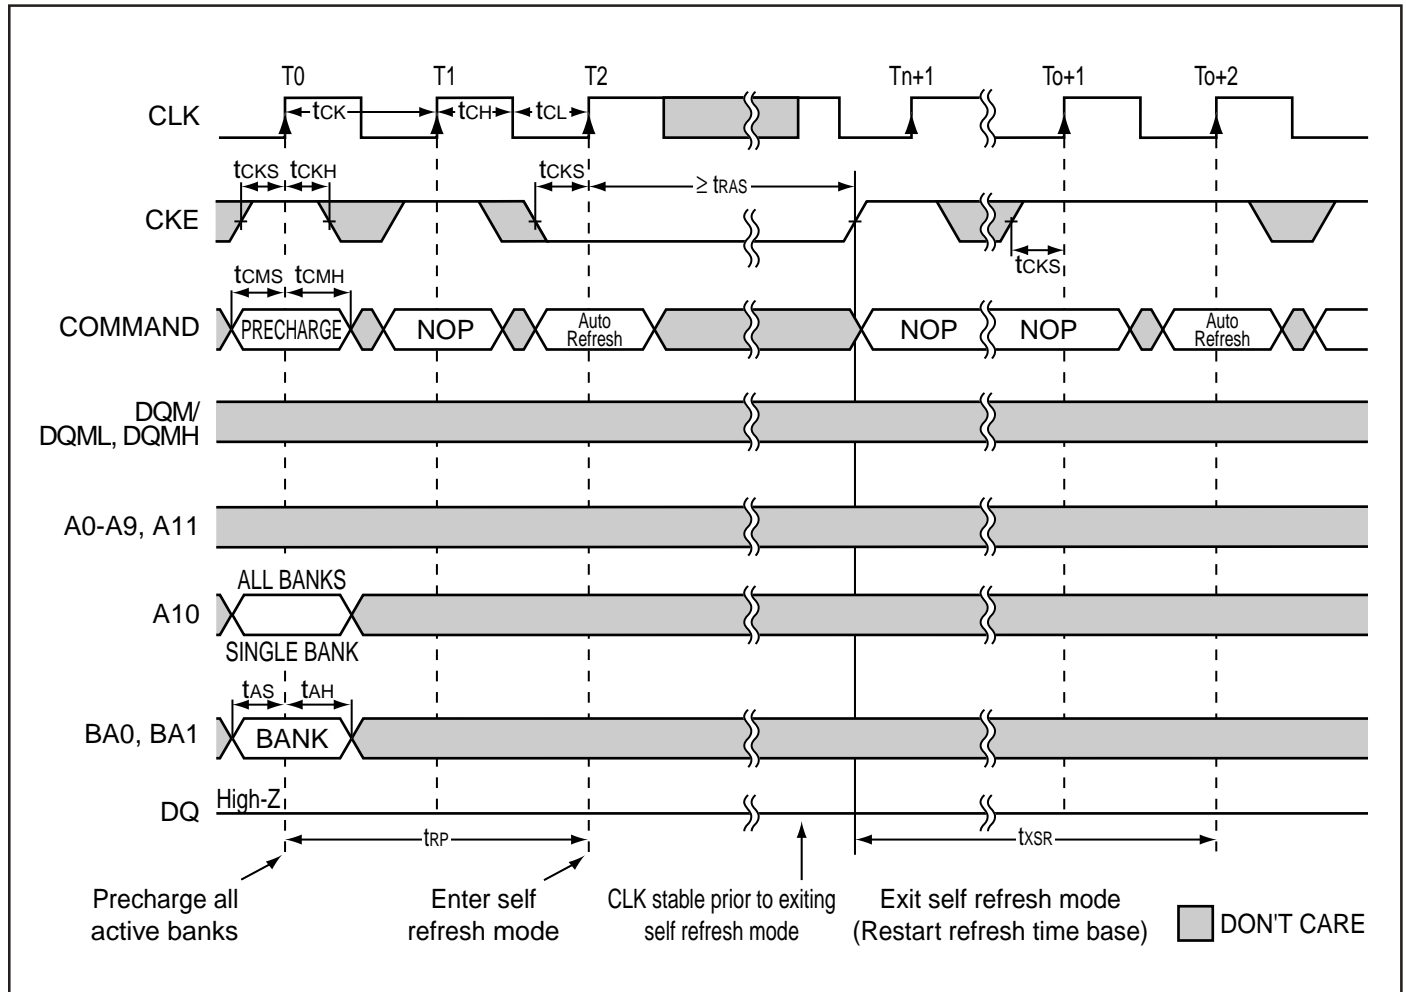 T0 T1 T2 Tn+1 To+1 To+2
CLK tCK tCH tCL
tCKS tCKH tCKS ≥ tRAS
CKE
tCKS
tCMS tCMH
COMMAND PRECHARGE NOP Auto Refresh NOP NOP Auto Refresh
DQM/
DQML, DQMH
A0-A9, A11
ALL BANKS
A10
SINGLE BANK
tAS tAH
BA0, BA1 BANK
High-Z
DQ
tRP tXSR
Precharge all
active banks
Enter self
refresh mode
CLK stable prior to exiting
self refresh mode
Exit self refresh mode
(Restart refresh time base)
DON'T CARE